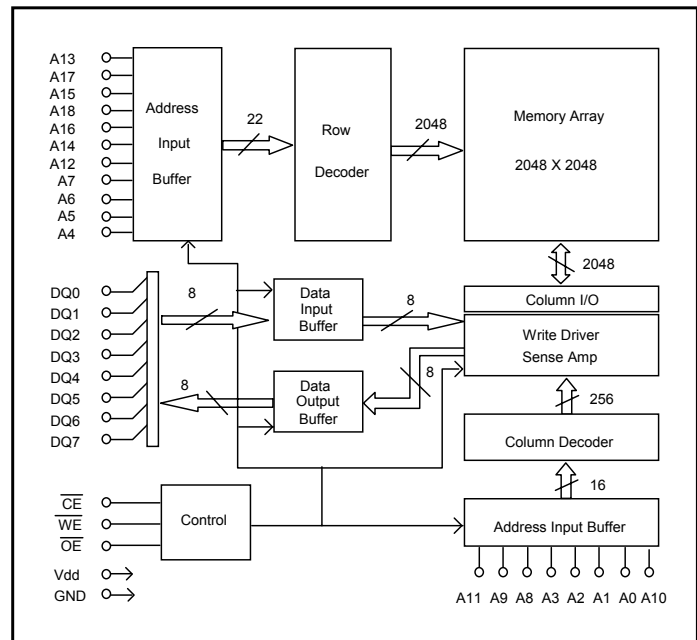 A13
A17
A15
A18
A16
A14
A12
A7
A6
A5
A4
Address
Input
Buffer
22
Row
Decoder
2048
Memory Array
2048 X 2048
2048
Column I/O
Write Driver
Sense Amp
256
Column Decoder
16
Address Input Buffer
A11 A9 A8 A3 A2 A1 A0 A10
DQ0
DQ1
DQ2
DQ3
DQ4
DQ5
DQ6
DQ7
8
Data
Input
Buffer
8
8
Data
Output
Buffer
8
CE
WE
OE
Control
Vdd
GND